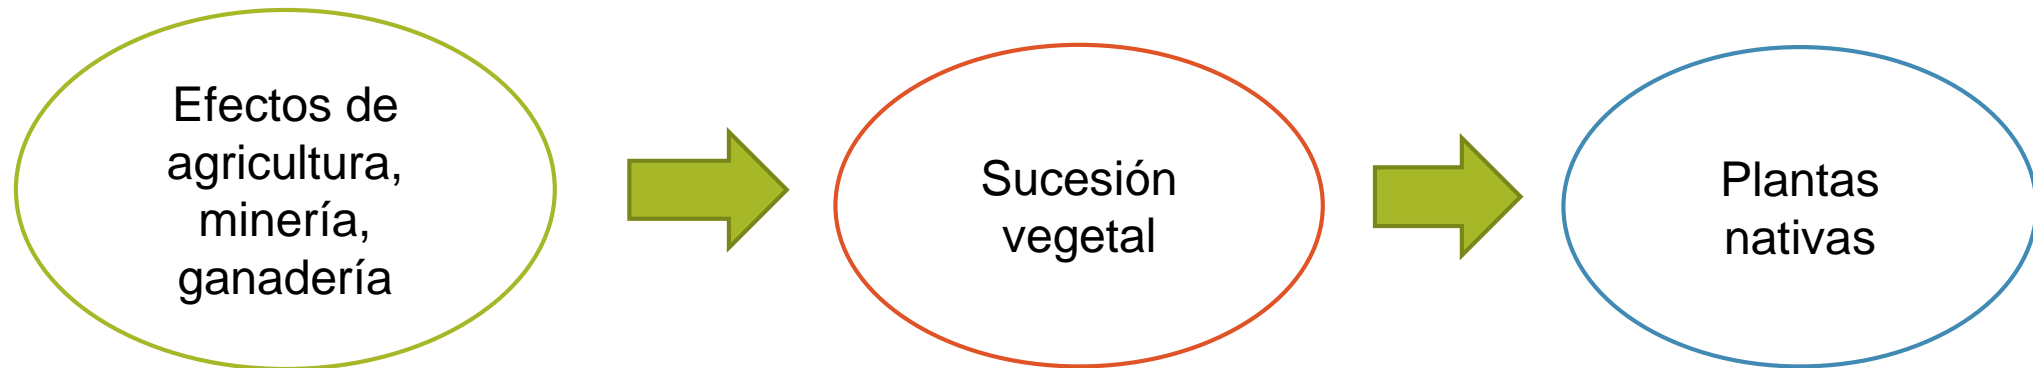 Efectos de
agricultura,
minería,
ganadería
Sucesión
vegetal
Plantas
nativas